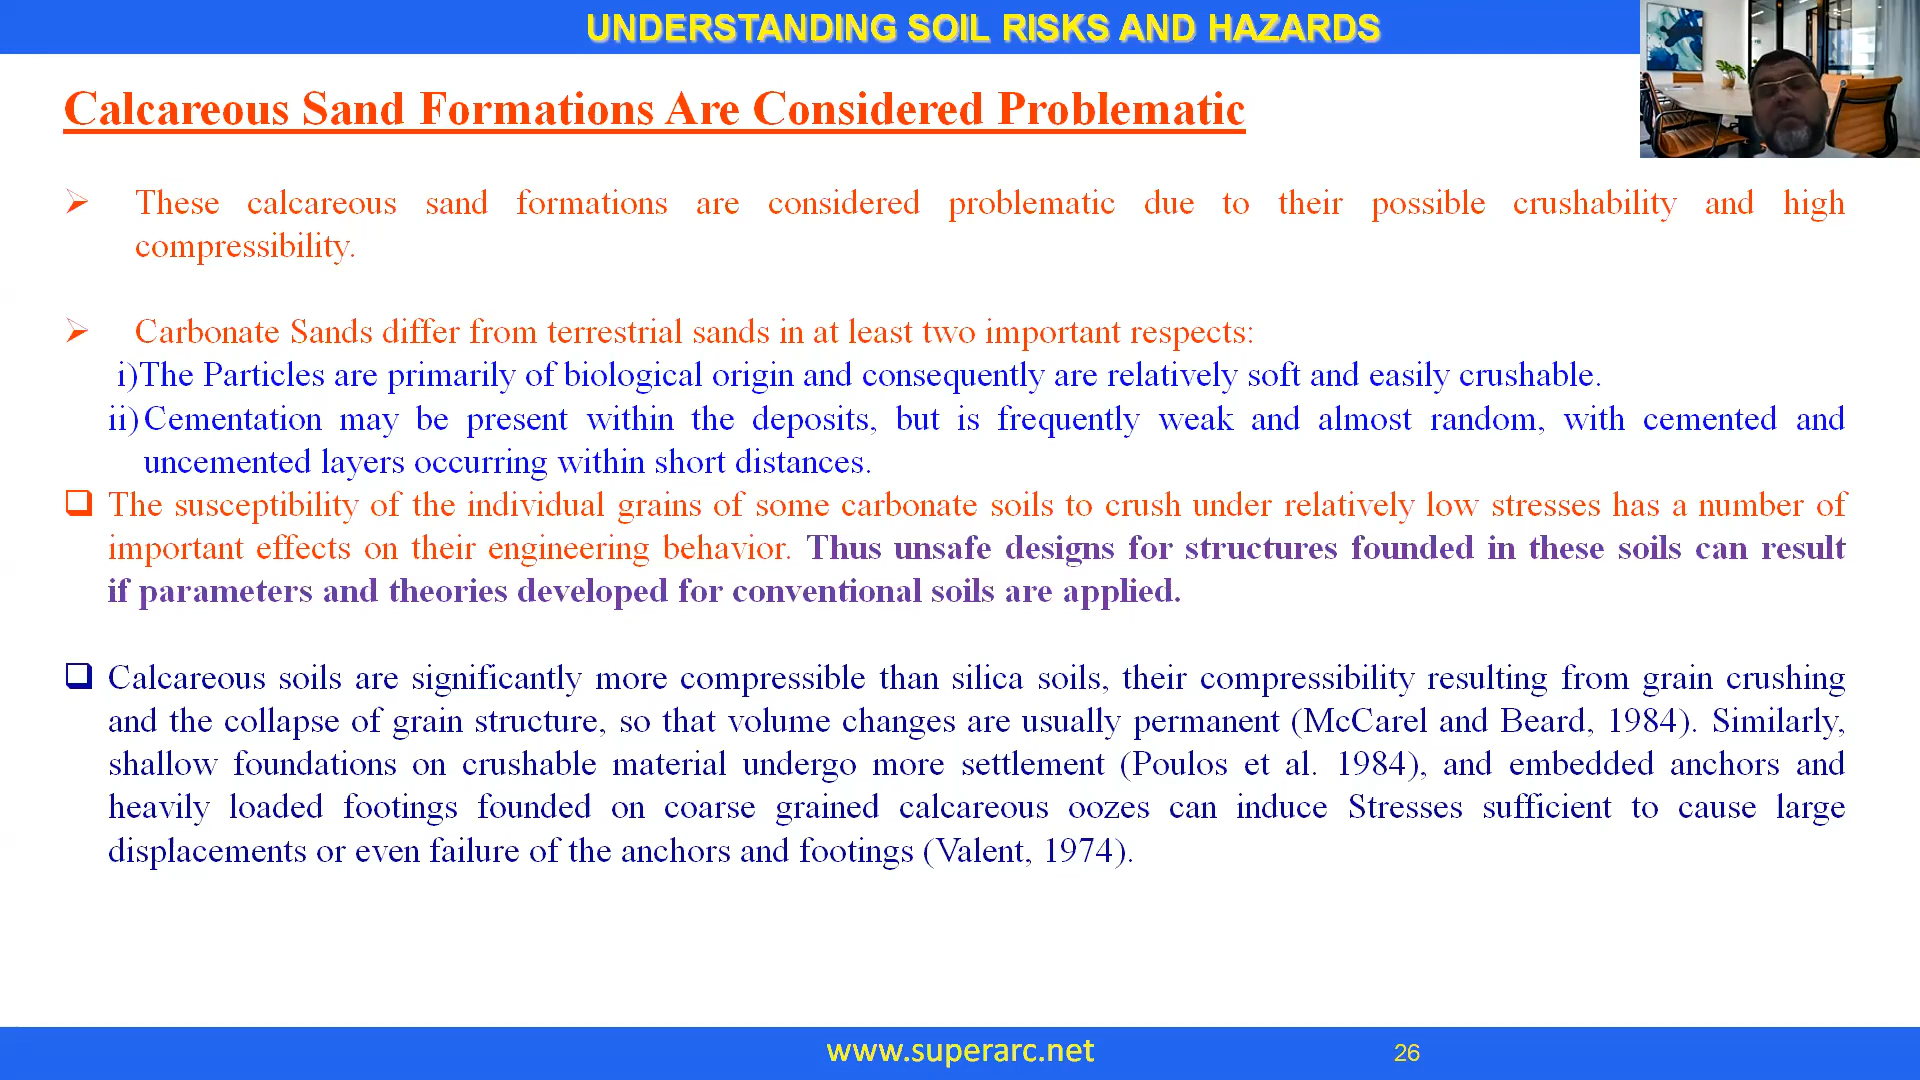 UNDERSTANDING SOIL RISKS AND HAZARDS
Calcareous Sand Formations Are Considered Problematic
These calcareous sand formations are considered problematic due to their possible crushability and high
compressibility.
Carbonate Sands differ from terrestrial sands in at least two important respects:
i)The Particles are primarily of biological origin and consequently are relatively soft and easily crushable.
ii) Cementation may be present within the deposits, but is frequently weak and almost random, with cemented and
uncemented layers occurring within short distances.
The susceptibility of the individual grains of some carbonate soils to crush under relatively low stresses has a number of
important effects on their engineering behavior. Thus unsafe designs for structures founded in these soils can result
if parameters and theories developed for conventional soils are applied.
Calcareous soils are significantly more compressible than silica soils, their compressibility resulting from grain crushing
and the collapse of grain structure, so that volume changes are usually permanent (McCarel and Beard, 1984). Similarly,
shallow foundations on crushable material undergo more settlement (Poulos et al. 1984), and embedded anchors and
heavily loaded footings founded on coarse grained calcareous oozes can induce Stresses sufficient to cause large
displacements or even failure of the anchors and footings (Valent, 1974).
www.superarc.net
26